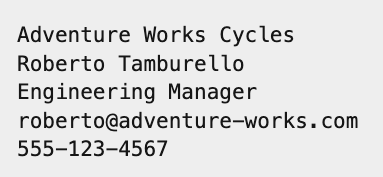 Adventure Works Cycles
Roberto Tamburello
Engineering Manager
roberto@adventure-works.com
555-123-4567